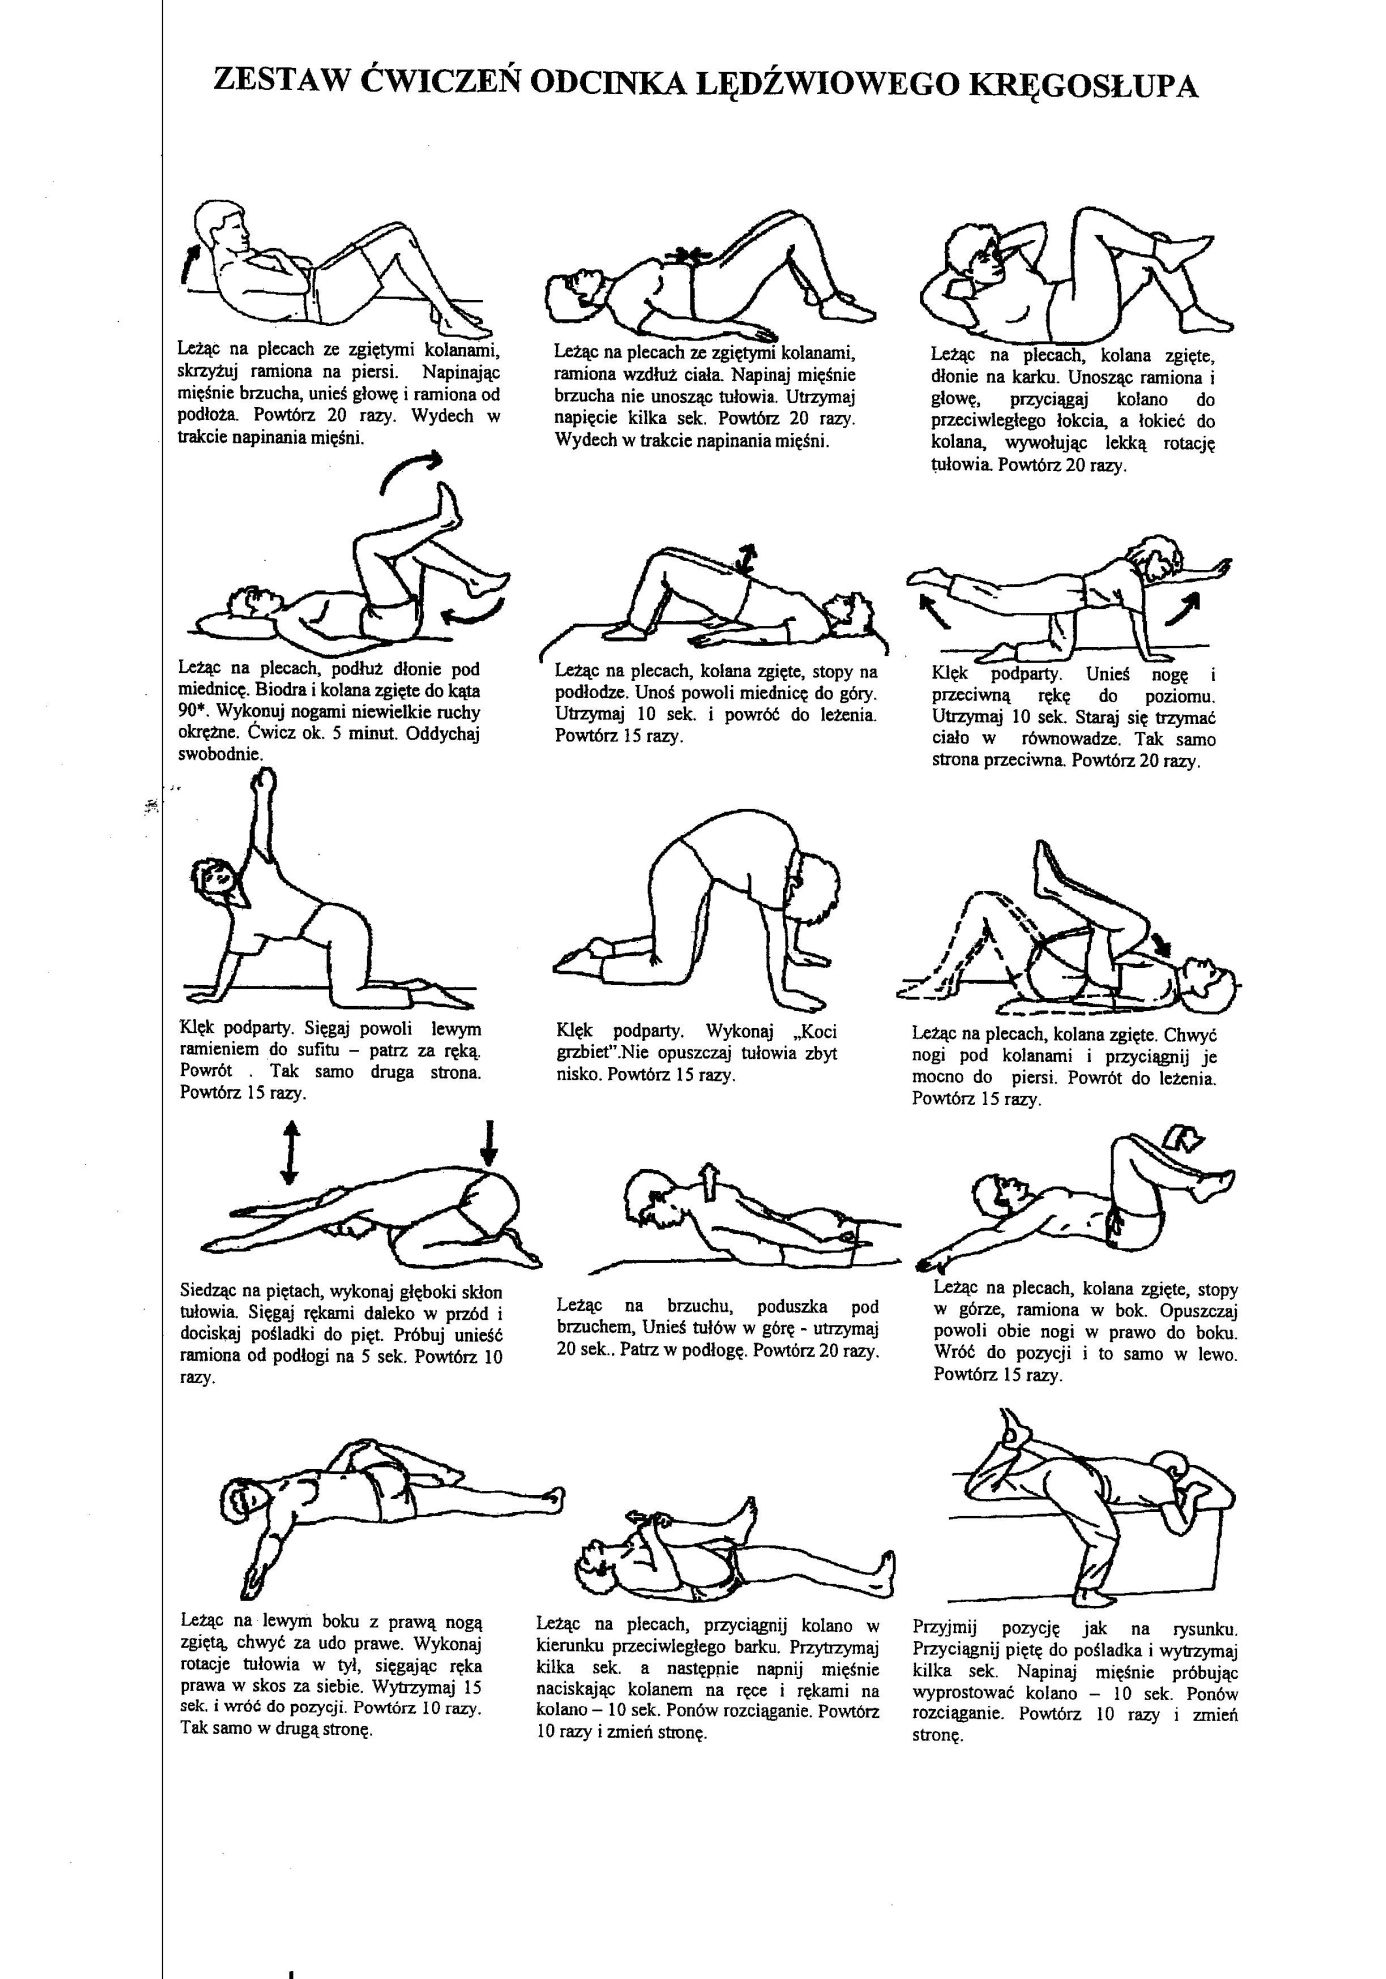 ZESTAW ĆWICZEŃ ODCINKA LĘDŹWIOWEGO KRĘGOSŁUPA
Leżąc na plecach ze zgiętymi kolanami,
skrzyżuj ramiona na piersi. Napinając
mięśnie brzucha, unieś głowę i ramiona od
podłoża. Powtórz 20 razy. Wydech w
trakcie napinania mięśni.
Leżąc na plecach ze zgiętymi kolanami,
ramiona wzdłuż ciała. Napinaj mięśnie
brzucha nie unosząc tułowia. Utrzymaj
napięcie kilka sek. Powtórz 20 razy.
Wydech w trakcie napinania mięśni.
Leżąc na plecach, kolana zgięte,
dłonie na karku. Unosząc ramiona i
głowę, przyciągaj kolano do
przeciwległego łokcia, a łokieć do
kolana, wywołując lekką rotację
tułowia. Powtórz 20 razy.
Leżąc na plecach, podłuż dłonie pod
miednicę. Biodra i kolana zgięte do kąta
90*. Wykonuj nogami niewielkie ruchy
okrężne. Ćwicz ok. 5 minut. Oddychaj
swobodnie.
Leżąc na plecach, kolana zgięte, stopy na
podłodze. Unoś powoli miednicę do góry.
Utrzymaj 10 sek. i powróć do leżenia.
Powtórz 15 razy.
Klęk podparty. Unieś nogę i
przeciwną rękę do poziomu.
Utrzymaj 10 sek. Staraj się trzymać
ciało w równowadze. Tak samo
strona przeciwna. Powtórz 20 razy.
Klęk podparty. Sięgaj powoli lewym
ramieniem do sufitu – patrz za ręką.
Powrót . Tak samo druga strona.
Powtórz 15 razy.
Klęk podparty. Wykonaj „Koci
grzbiet”.Nie opuszczaj tułowia zbyt
nisko. Powtórz 15 razy.
Leżąc na plecach, kolana zgięte. Chwyć
nogi pod kolanami i przyciągnij je
mocno do piersi. Powrót do leżenia.
Powtórz 15 razy.
Siedząc na piętach, wykonaj głęboki skłon
tułowia. Sięgaj rękami daleko w przód i
dociskaj pośladki do pięt. Próbuj unieść
ramiona od podłogi na 5 sek. Powtórz 10
razy.
Leżąc na brzuchu, poduszka pod
brzuchem, Unieś tułów w górę - utrzymaj
20 sek.. Patrz w podłogę. Powtórz 20 razy.
Leżąc na plecach, kolana zgięte, stopy
w górze, ramiona w bok. Opuszczaj
powoli obie nogi w prawo do boku.
Wróć do pozycji i to samo w lewo.
Powtórz 15 razy.
Leżąc na lewym boku z prawą nogą
zgiętą, chwyć za udo prawe. Wykonaj
rotacje tułowia w tył, sięgając ręka
prawa w skos za siebie. Wytrzymaj 15
sek. i wróć do pozycji. Powtórz 10 razy.
Tak samo w drugą stronę.
Leżąc na plecach, przyciągnij kolano w
kierunku przeciwległego barku. Przytrzymaj
kilka sek. a następnie napnij mięśnie
naciskając kolanem na ręce i rękami na
kolano – 10 sek. Ponów rozciąganie. Powtórz
10 razy i zmień stronę.
Przyjmij pozycję jak na rysunku.
Przyciągnij piętę do pośladka i wytrzymaj
kilka sek. Napinaj mięśnie próbując
wyprostować kolano – 10 sek. Ponów
rozciąganie. Powtórz 10 razy i zmień
stronę.